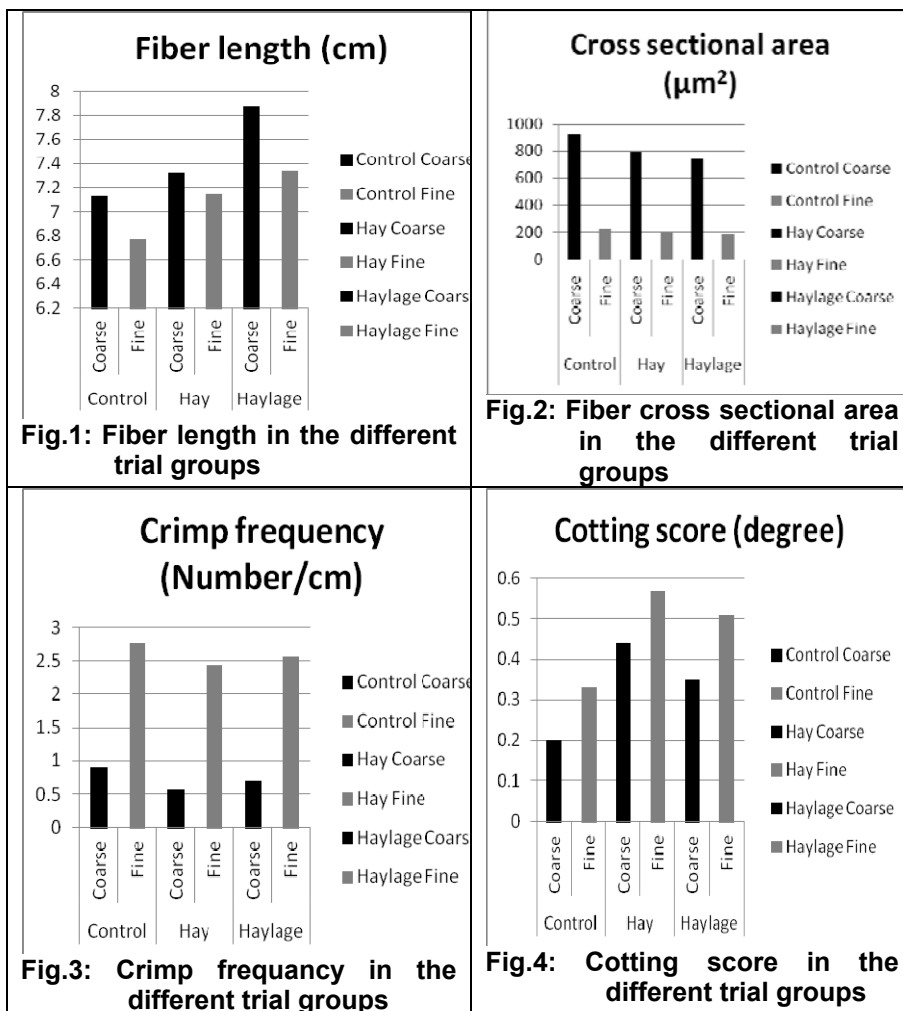 Fiber length (cm)
8
7.8
7.6
7.4
7.2
7
6.8
6.6
6.4
6.2
Coarse
Fine
Coarse
Fine
Coarse
Fine
Control
Hay
Haylage
Control Coarse
Control Fine
Hay Coarse
Hay Fine
Haylage Coars
Haylage Fine
Fig.1: Fiber length in the different
trial groups
Cross sectional area
(µm²)
1000
800
600
400
200
0
Coarse
Fine
Coarse
Fine
Coarse
Fine
Control
Hay
Haylage
Control Coarse
Control Fine
Hay Coarse
Hay Fine
Haylage Coarse
Haylage Fine
Fig.2: Fiber cross sectional area
in the different trial
groups
Crimp frequency
(Number/cm)
3
2.5
2
1.5
1
0.5
0
Coarse
Fine
Coarse
Fine
Coarse
Fine
Control
Hay
Haylage
Control Coarse
Control Fine
Hay Coarse
Hay Fine
Haylage Coars
Haylage Fine
Fig.3: Crimp frequancy in the
different trial groups
Cotting score (degree)
0.6
0.5
0.4
0.3
0.2
0.1
0
Coarse
Fine
Coarse
Fine
Coarse
Fine
Control
Hay
Haylage
Control Coarse
Control Fine
Hay Coarse
Hay Fine
Haylage Coarse
Haylage Fine
Fig.4: Cotting score in the
different trial groups